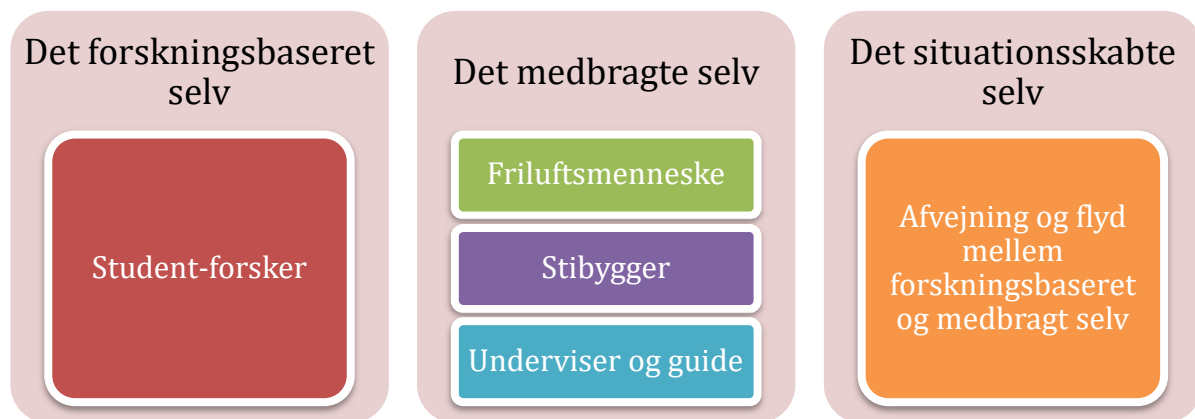 Det forskningsbaseret
selv
Student-forsker
Det medbragte selv
Friluftsmenneske
Stibygger
Underviser og guide
Det situationsskabte
selv
Afvejning og flyd
mellem
forskningsbaseret
og medbragt selv